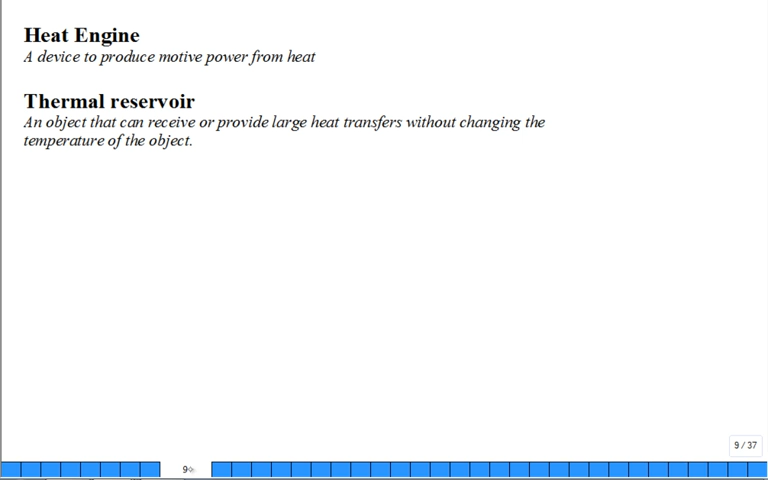 Heat Engine
A device to produce motive power from heat
Thermal reservoir
An object that can receive or provide large heat transfers without changing the
temperature of the object.
9 / 37
9